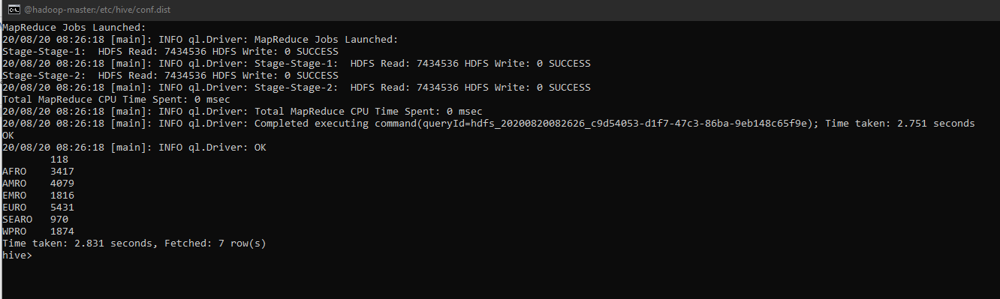 @hadoop-master:/etc/hive/conf.dist
MapReduce Jobs Launched:
20/08/20 08:26:18 [main]: INFO ql.Driver: MapReduce Jobs Launched:
Stage-Stage-1:  HDFS Read: 7434536 HDFS Write: 0 SUCCESS
20/08/20 08:26:18 [main]: INFO ql.Driver: Stage-Stage-1:  HDFS Read: 7434536 HDFS Write: 0 SUCCESS
Stage-Stage-2:  HDFS Read: 7434536 HDFS Write: 0 SUCCESS
20/08/20 08:26:18 [main]: INFO ql.Driver: Stage-Stage-2:  HDFS Read: 7434536 HDFS Write: 0 SUCCESS
Total MapReduce CPU Time Spent: 0 msec
20/08/20 08:26:18 [main]: INFO ql.Driver: Total MapReduce CPU Time Spent: 0 msec
20/08/20 08:26:18 [main]: INFO ql.Driver: Completed executing command(queryId=hdfs_20200820082626_c9d54053-d1f7-47c3-86ba-9eb148c65f9e); Time taken: 2.751 seconds
OK
20/08/20 08:26:18 [main]: INFO ql.Driver: OK
        118
AFRO    3417
AMRO    4079
EMRO    1816
EURO    5431
SEARO   970
WPRO    1874
Time taken: 2.831 seconds, Fetched: 7 row(s)
hive>